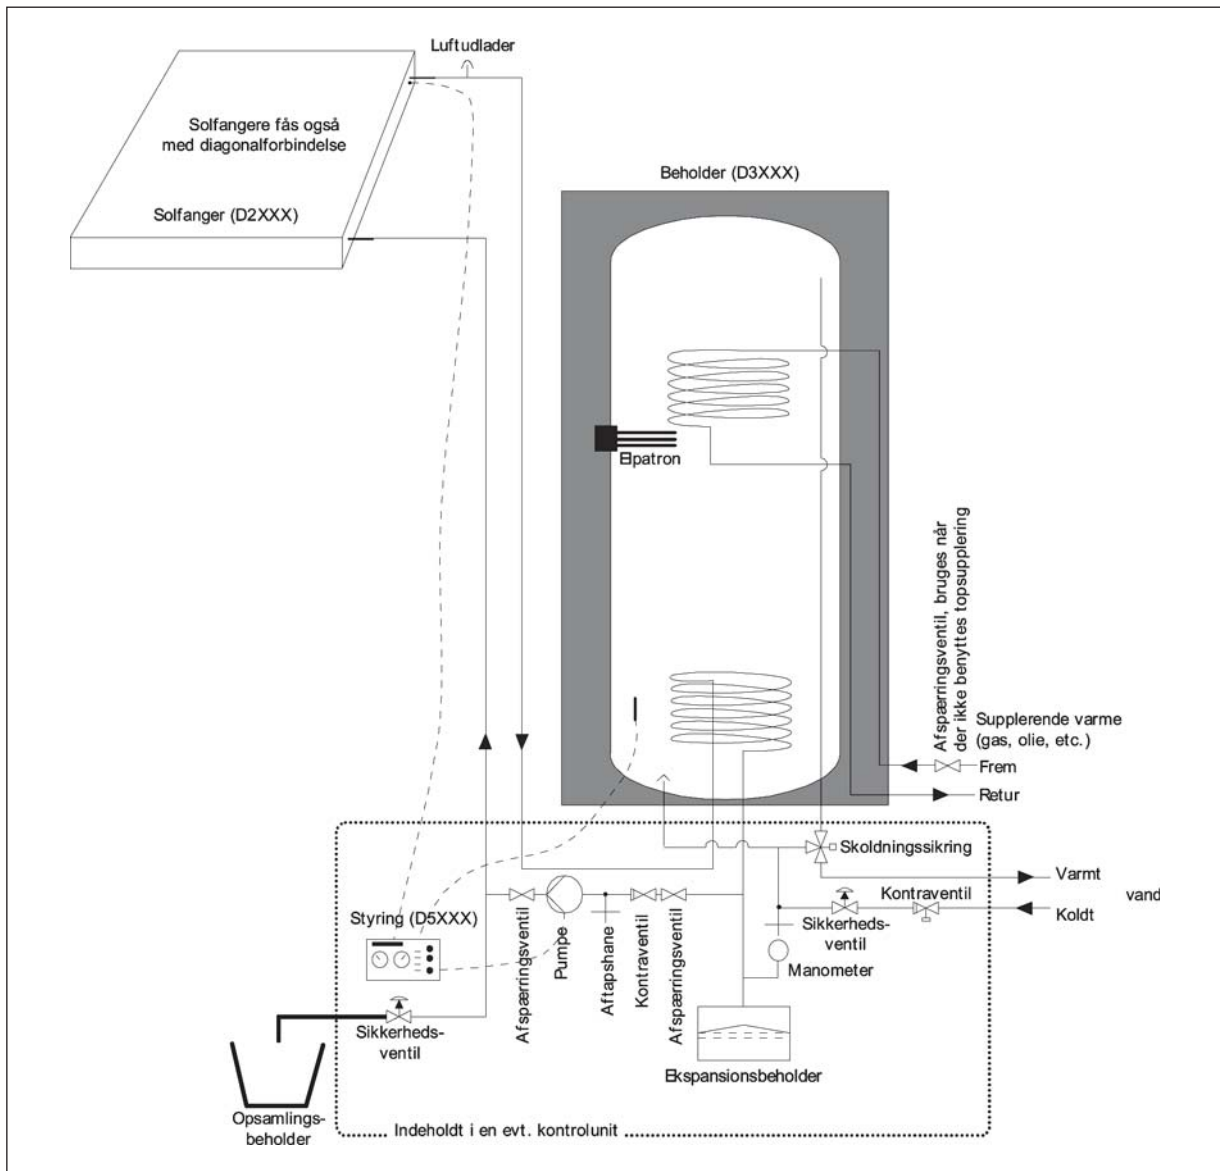 Luftudlader
Solfangere fås også
med diagonalforbindelse
Solfanger (D2XXX)
Beholder (D3XXX)
Elpatron
Afspærringsventil, bruges når
der ikke benyttes topsupplering
Supplerende varme
(gas, olie, etc.)
Frem
Retur
Skoldningssikring
Varmt
vand
Koldt
Kontraventil
Sikkerheds-
ventil
Manometer
Styring (D5XXX)
Afspærringsventil
Pumpe
Aftapshane
Kontraventil
Afspærringsventil
Sikkerheds-
ventil
Ekspansionsbeholder
Opsamlings-
beholder
Indeholdt i en evt. kontrolunit